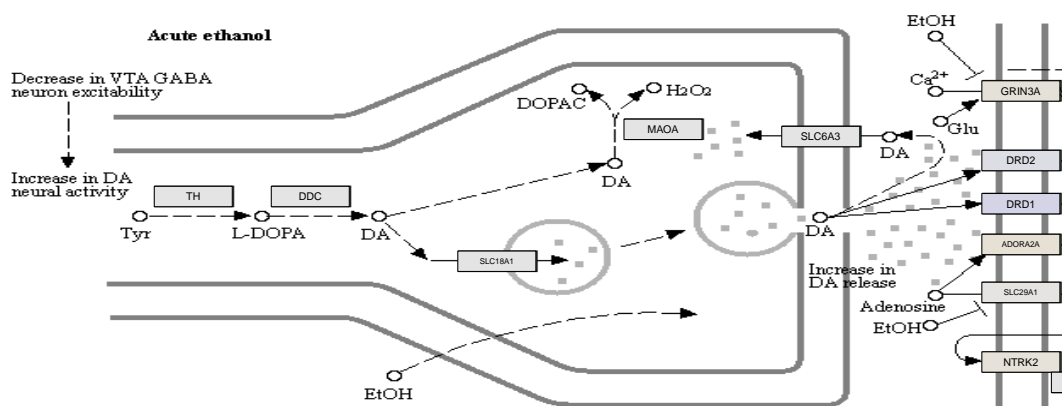 Acute ethanol
Decrease in VTA GABA
neuron excitability
Increase in DA
neural activity
TH
DDC
Tyr
L-DOPA
DA
SLC18A1
DOPAC
H2O2
MAOA
DA
SLC6A3
DA
DA
Increase in
DA release
EtOH
EtOH
Ca2+
GRIN3A
Glu
DRD2
DRD1
ADORA2A
Adenosine
SLC29A1
EtOH
NTRK2